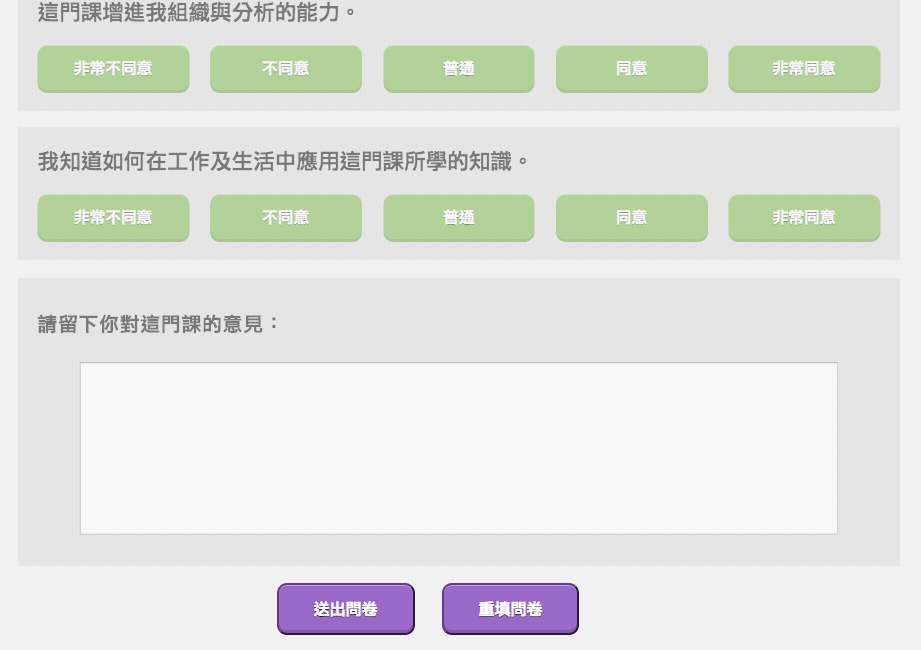 這門課增進我組織與分析的能力。
非常不同意 不同意 普通 同意 非常同意
我知道如何在工作及生活中應用這門課所學的知識。
非常不同意 不同意 普通 同意 非常同意
請留下你對這門課的意見：
送出問卷 重填問卷